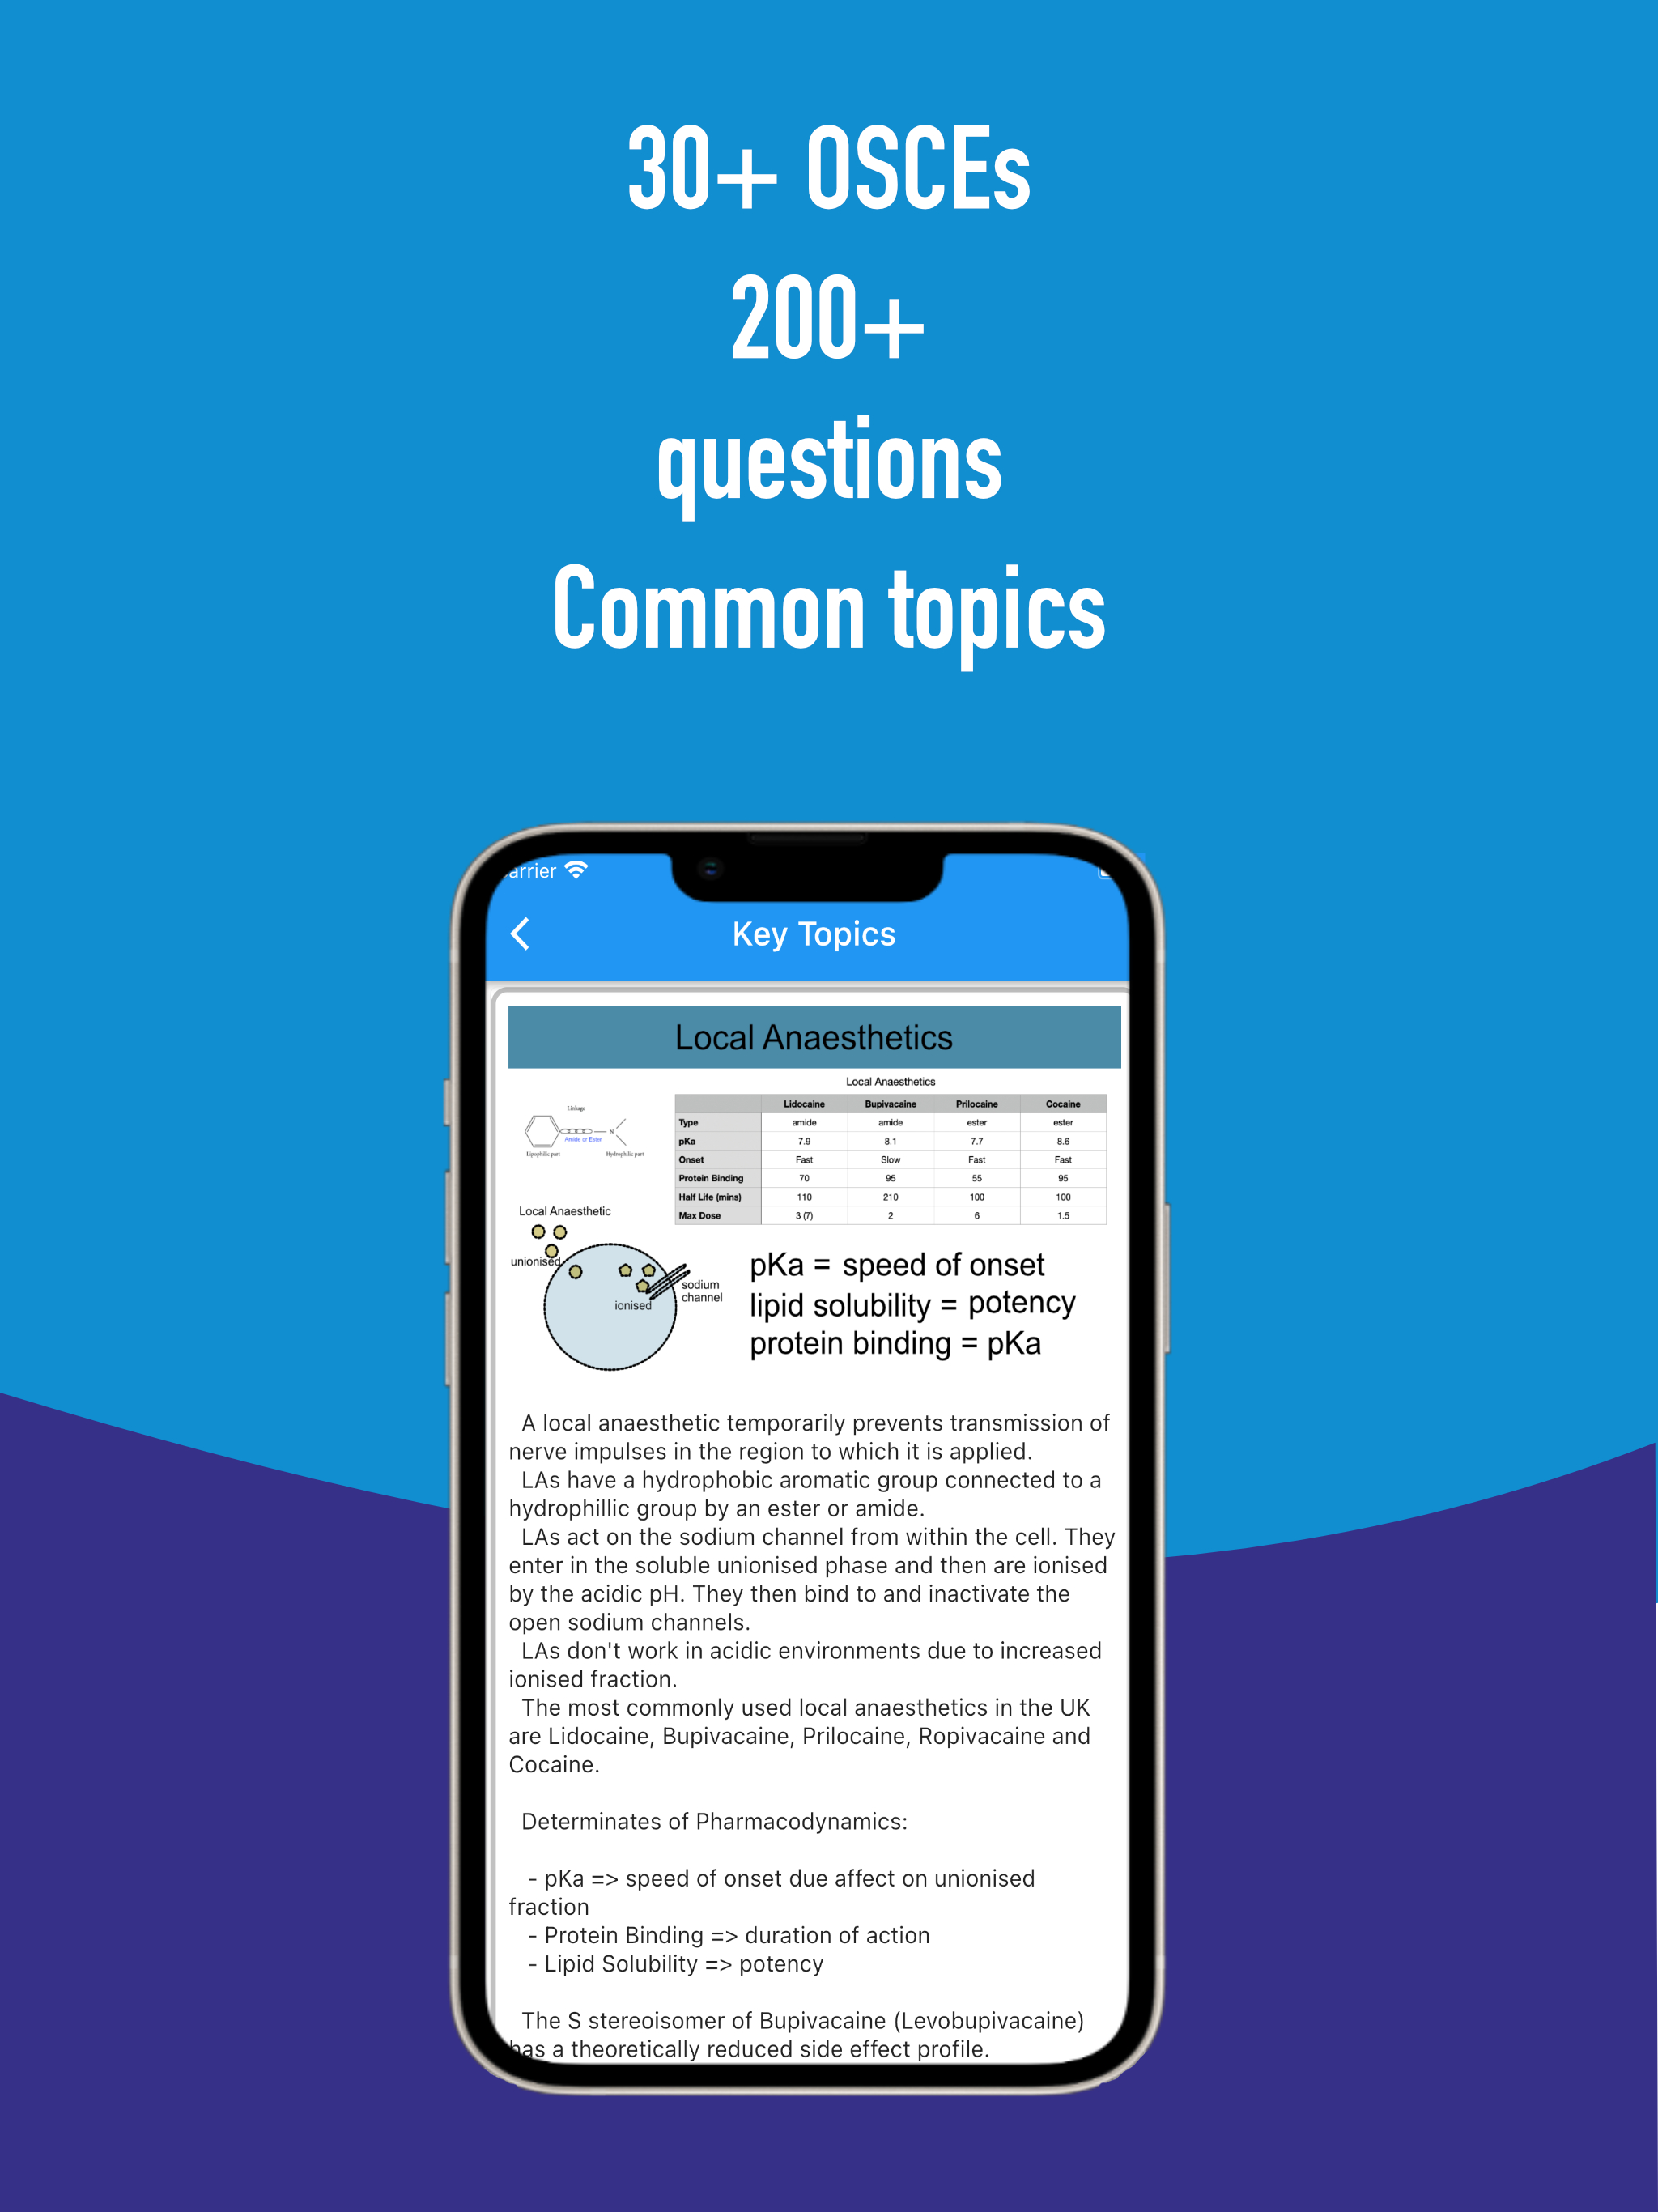 30+ OSCEs
200+
questions
Common topics
arrier
Key Topics
Local Anaesthetics
Local Anaesthetics
Lidocaine Bupivacaine Prilocaine Cocaine
Type amide amide ester ester
pKa 7.9 8.1 7.7 8.6
Onset Fast Slow Fast Fast
Protein Binding 70 95 55 95
Half Life (mins) 110 210 100 100
Max Dose 3 (7) 2 6 1.5
Linkage
N
Amide or Ester
Lipophilic part Hydrophilic part
Local Anaesthetic
unionised
ionised
sodium
channel
pKa = speed of onset
lipid solubility = potency
protein binding = pKa
A local anaesthetic temporarily prevents transmission of
nerve impulses in the region to which it is applied.
LAs have a hydrophobic aromatic group connected to a
hydrophillic group by an ester or amide.
LAs act on the sodium channel from within the cell. They
enter in the soluble unionised phase and then are ionised
by the acidic pH. They then bind to and inactivate the
open sodium channels.
LAs don't work in acidic environments due to increased
ionised fraction.
The most commonly used local anaesthetics in the UK
are Lidocaine, Bupivacaine, Prilocaine, Ropivacaine and
Cocaine.
Determinates of Pharmacodynamics:
- pKa => speed of onset due affect on unionised
fraction
- Protein Binding => duration of action
- Lipid Solubility => potency
The S stereoisomer of Bupivacaine (Levobupivacaine)
has a theoretically reduced side effect profile.